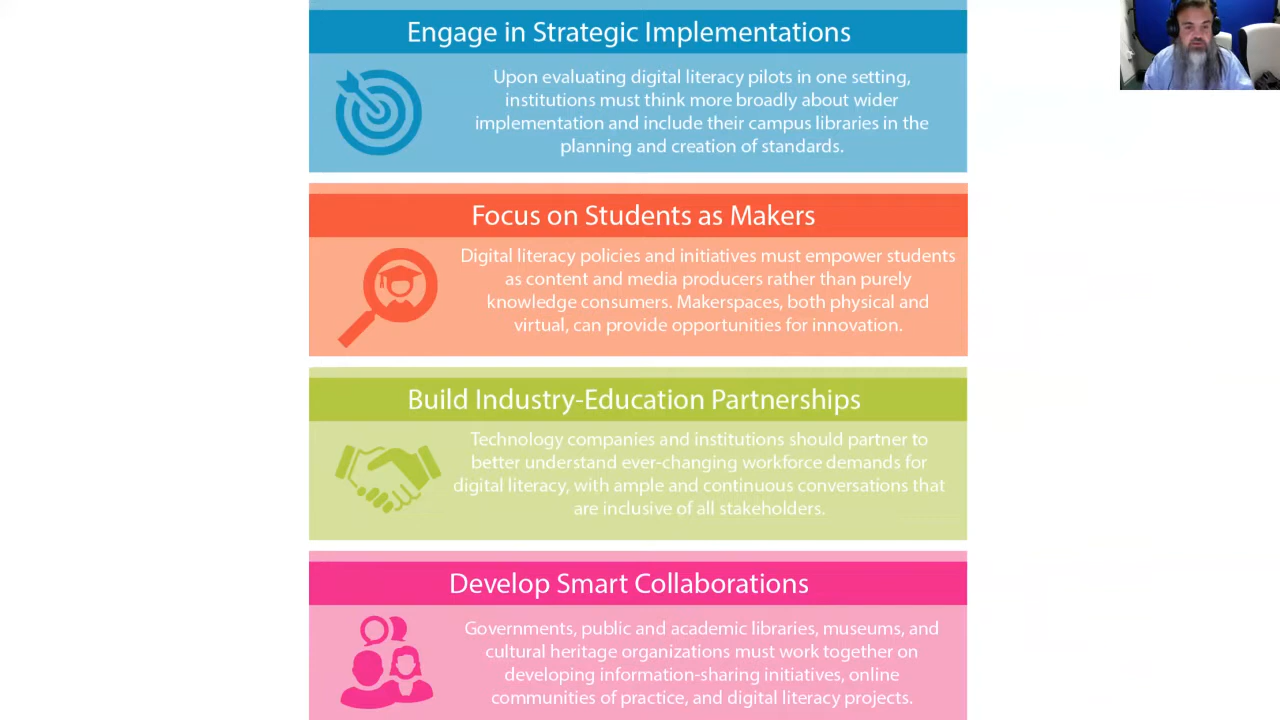 Engage in Strategic Implementations
Upon evaluating digital literacy pilots in one setting,
institutions must think more broadly about wider
implementation and include their campus libraries in the
planning and creation of standards.
Focus on Students as Makers
Digital literacy policies and initiatives must empower students
as content and media producers rather than purely
knowledge consumers. Makerspaces, both physical and
virtual, can provide opportunities for innovation.
Build Industry-Education Partnerships
Technology companies and institutions should partner to
better understand ever-changing workforce demands for
digital literacy, with ample and continuous conversations that
are inclusive of all stakeholders.
Develop Smart Collaborations
Governments, public and academic libraries, museums, and
cultural heritage organizations must work together on
developing information-sharing initiatives, online
communities of practice, and digital literacy projects.